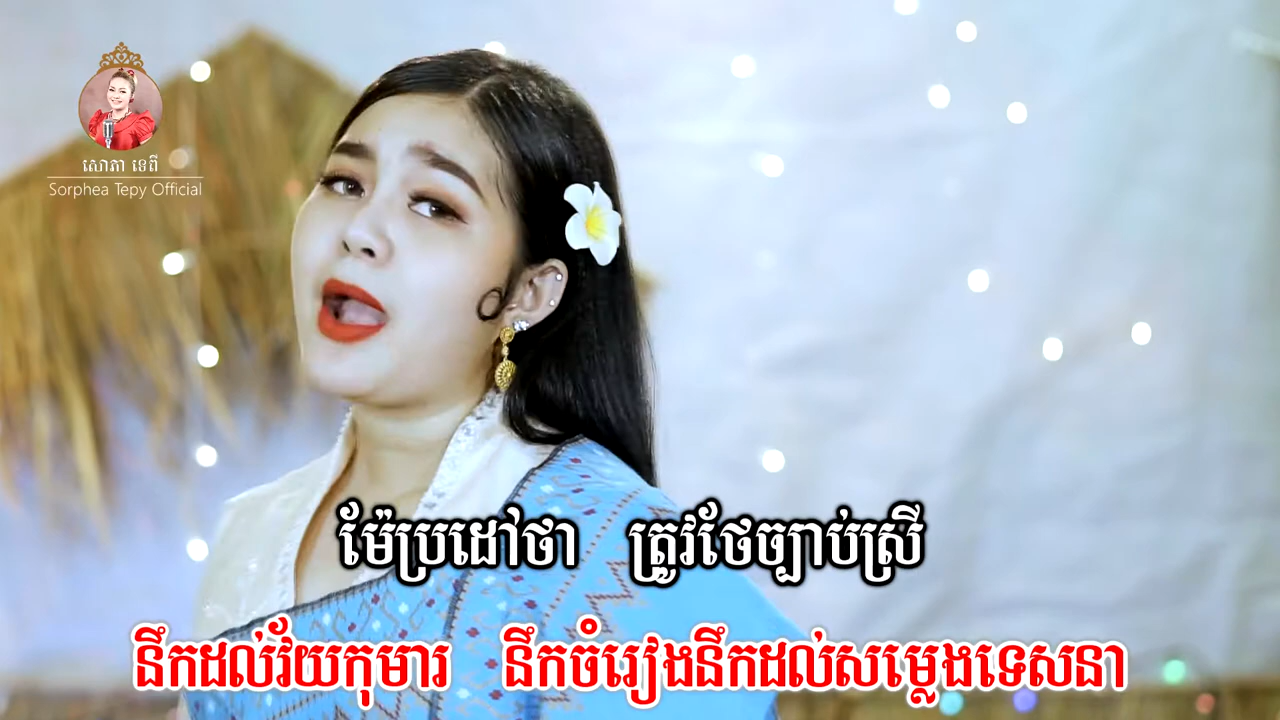 សោភា ទេពី
Sorphea Tepy Official
ម៉ែប្រដៅថា ត្រូវថែច្បាប់ស្រី
នឹកដល់វ័យកុមារ នឹកចំរៀងនឹកដល់សម្លេងទេសនា